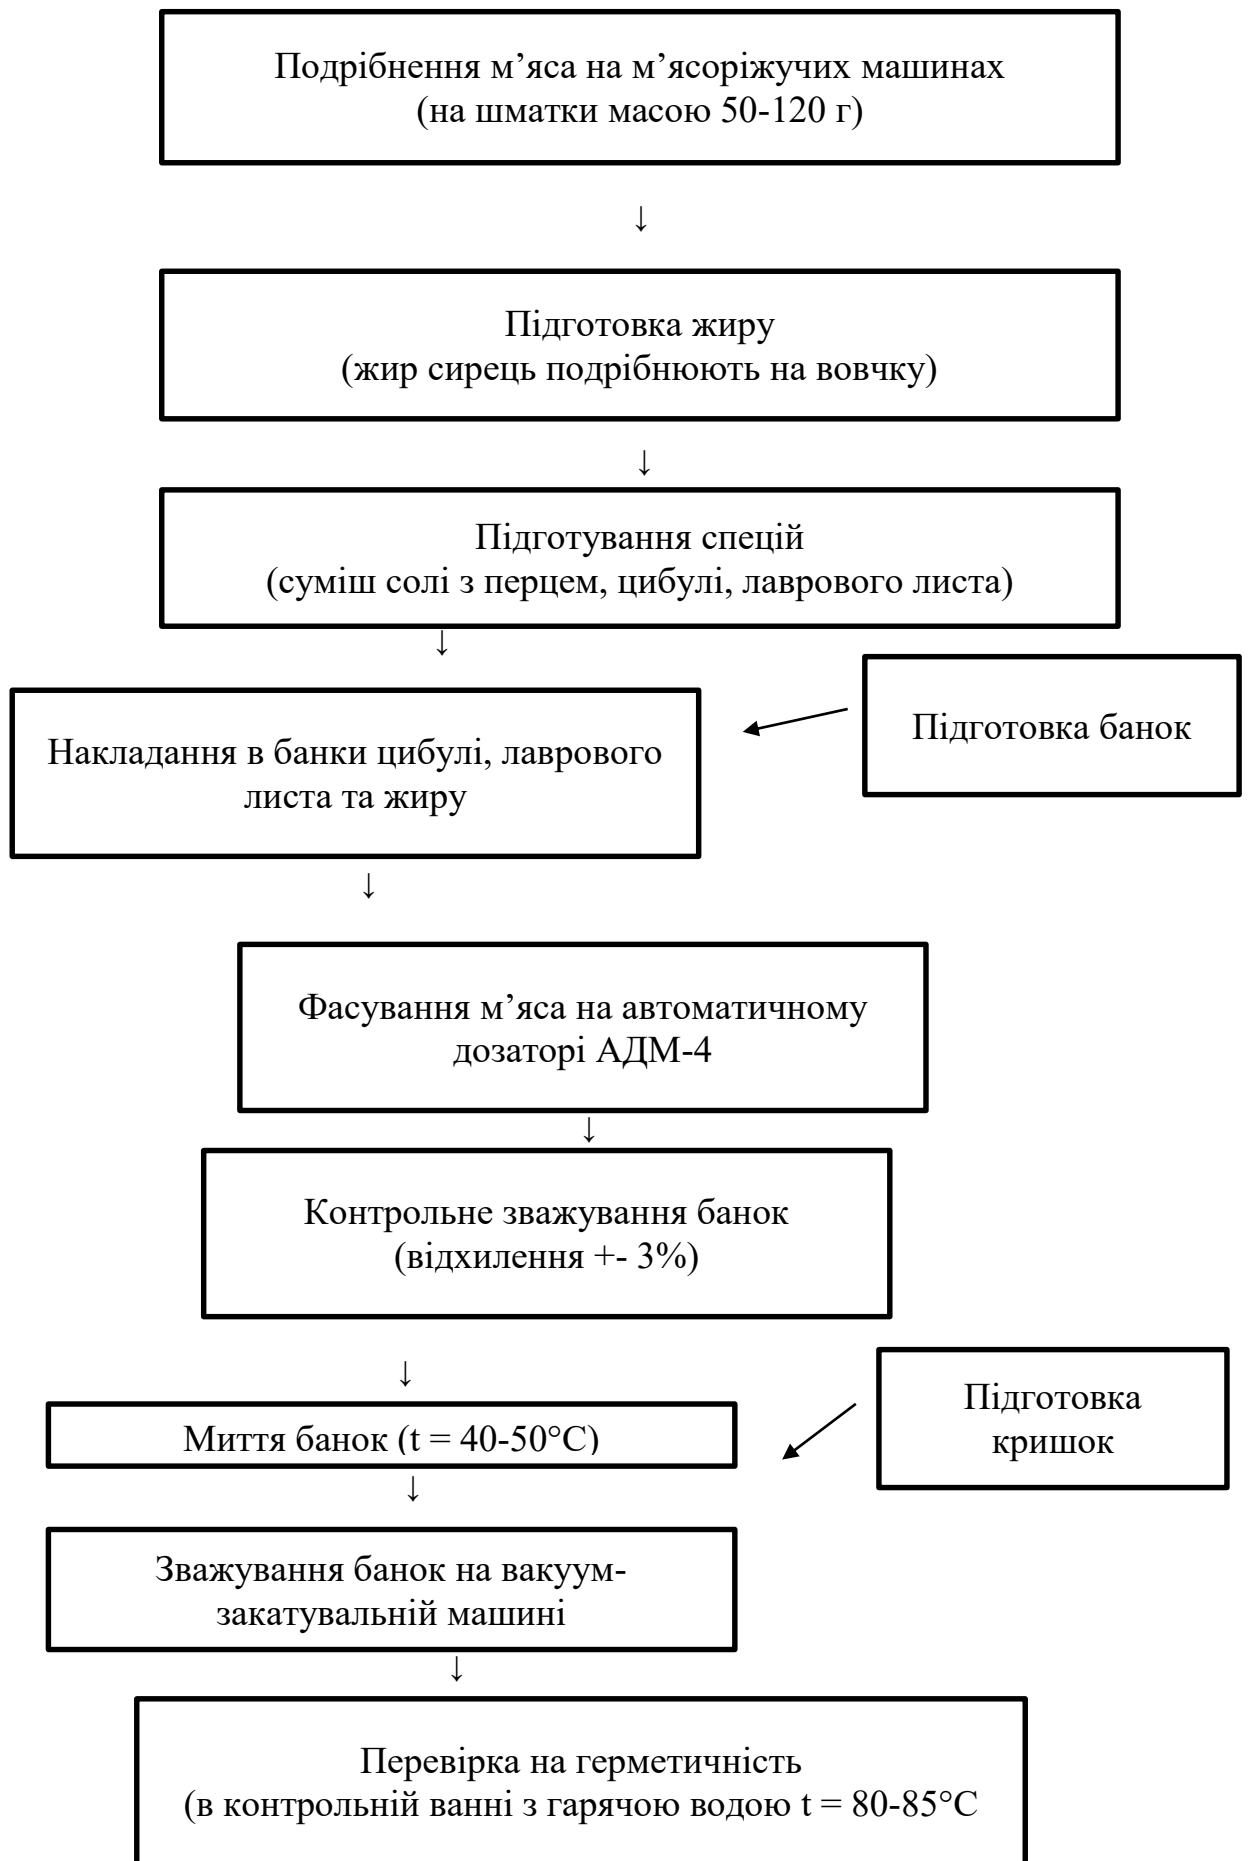 Подрібнення м’яса на м’ясоріжучих машинах
(на шматки масою 50-120 г)
↓
Підготовка жиру
(жир сирець подрібнюють на вовчку)
↓
Підготування спецій
(суміш солі з перцем, цибулі, лаврового листа)
↓
Підготовка банок
Накладання в банки цибулі, лаврового
листа та жиру
↓
Фасування м’яса на автоматичному
дозаторі АДМ-4
↓
Контрольне зважування банок
(відхилення +- 3%)
↓
Підготовка
кришок
Миття банок (t = 40-50°C)
↓
Зважування банок на вакуум-
закатувальній машині
↓
Перевірка на герметичність
(в контрольній ванні з гарячою водою t = 80-85°C